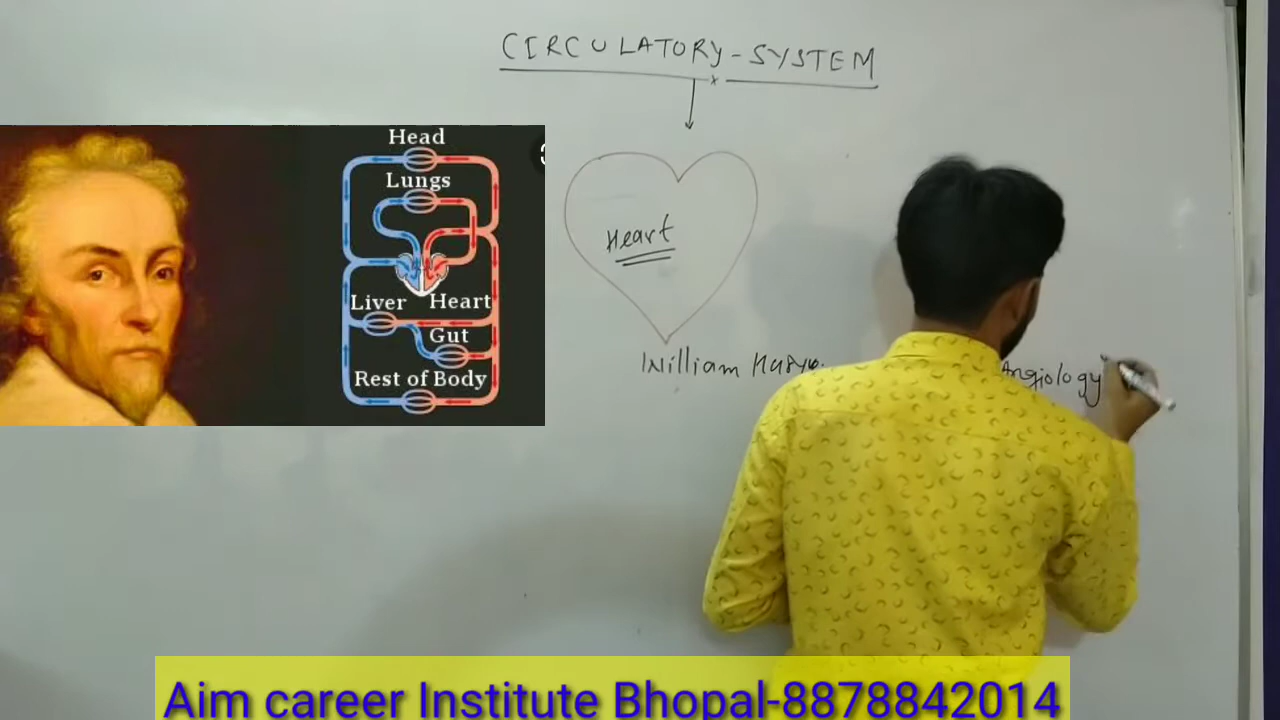 CIRCULATORY-SYSTEM
Head
Lungs
Liver Heart
Gut
Rest of Body
Heart
William
Angiology
Aim career Institute Bhopal-8878842014